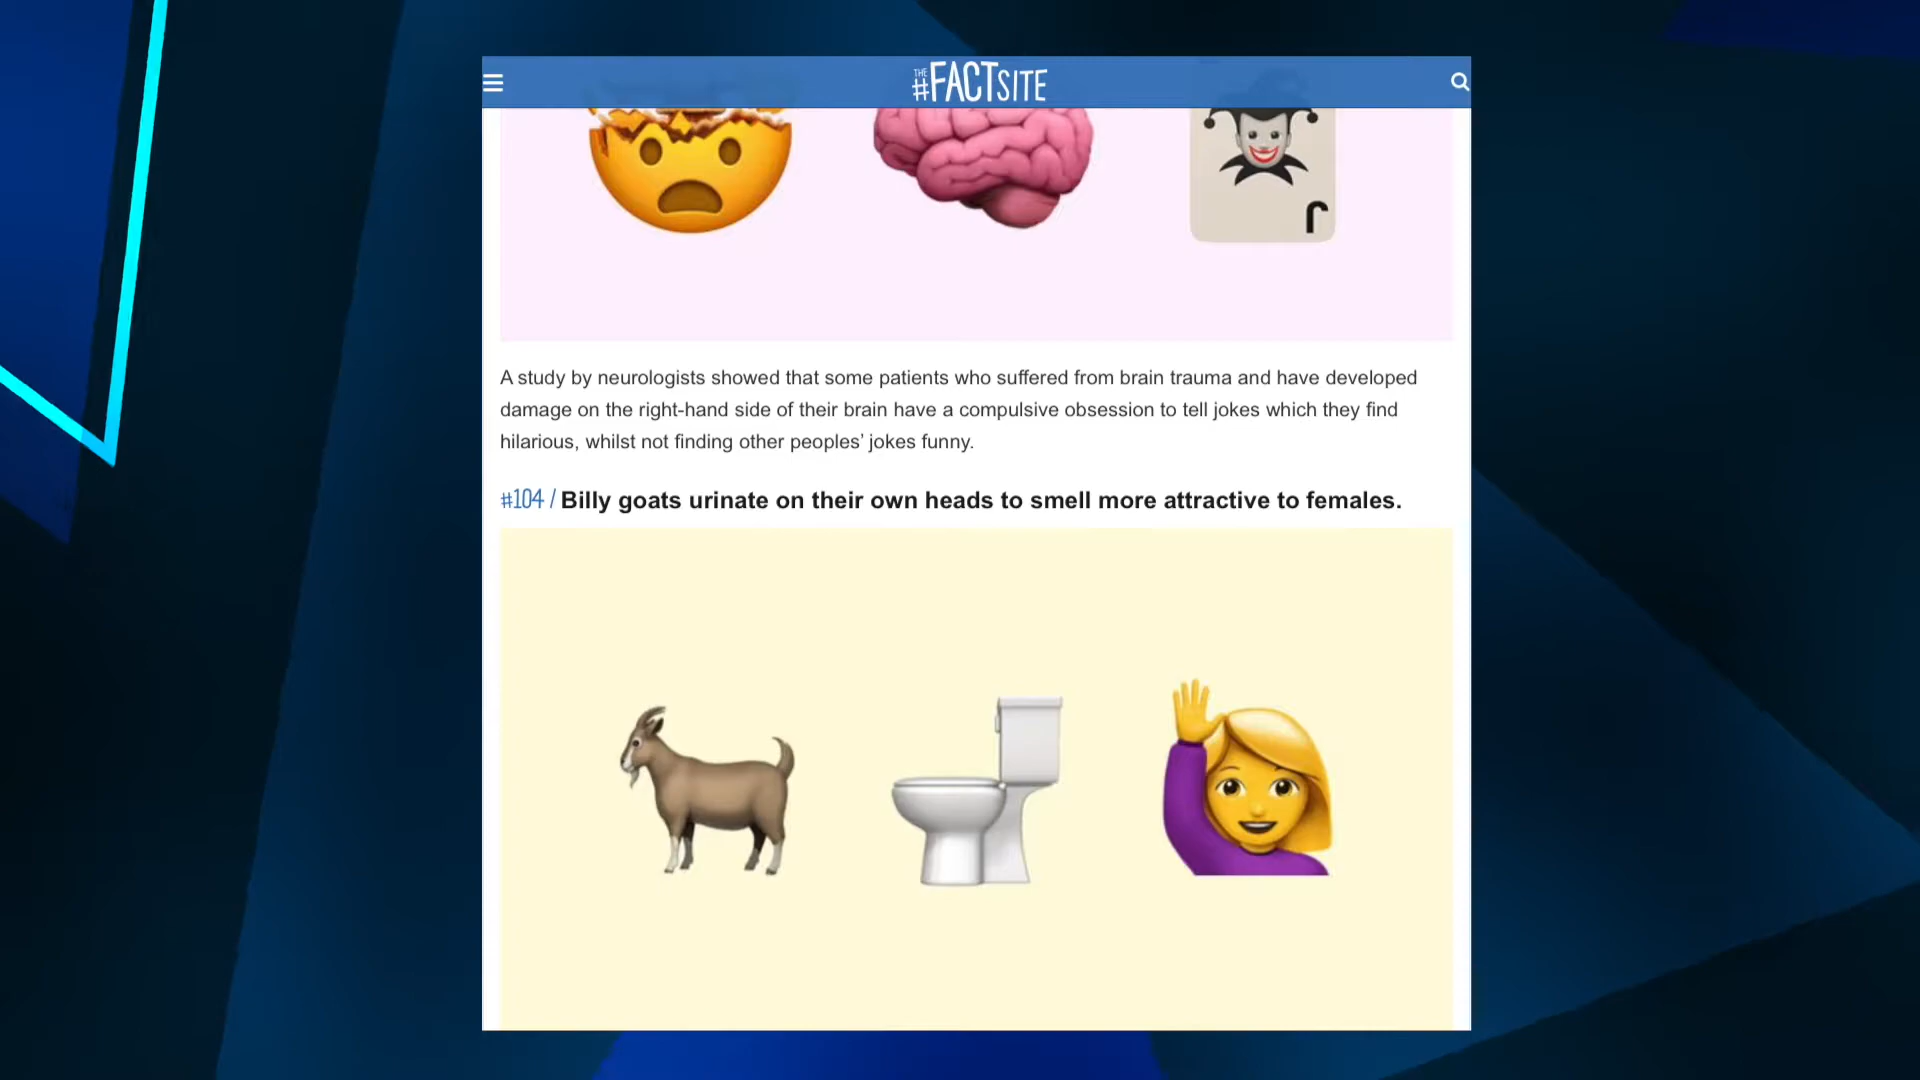 THE
#FACTSITE
J
A study by neurologists showed that some patients who suffered from brain trauma and have developed
damage on the right-hand side of their brain have a compulsive obsession to tell jokes which they find
hilarious, whilst not finding other peoples’ jokes funny.
#104 / Billy goats urinate on their own heads to smell more attractive to females.